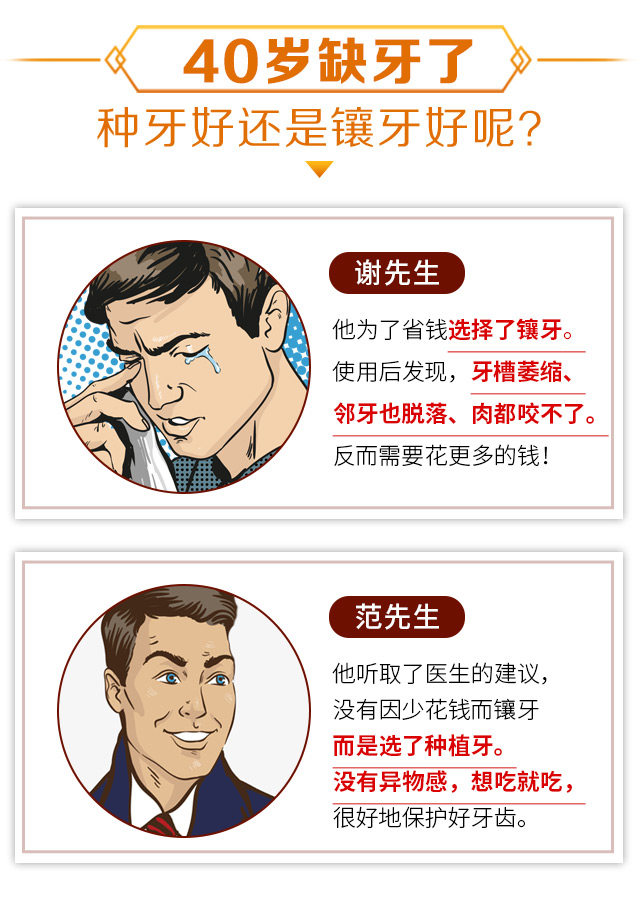 40岁缺牙了
种牙好还是镶牙好呢？
谢先生
他为了省钱选择了镶牙。
使用后发现，牙槽萎缩、
邻牙也脱落、肉都咬不了。
反而需要花更多的钱！
范先生
他听取了医生的建议，
没有因少花钱而镶牙
而是选了种植牙。
没有异物感，想吃就吃，
很好地保护好牙齿。